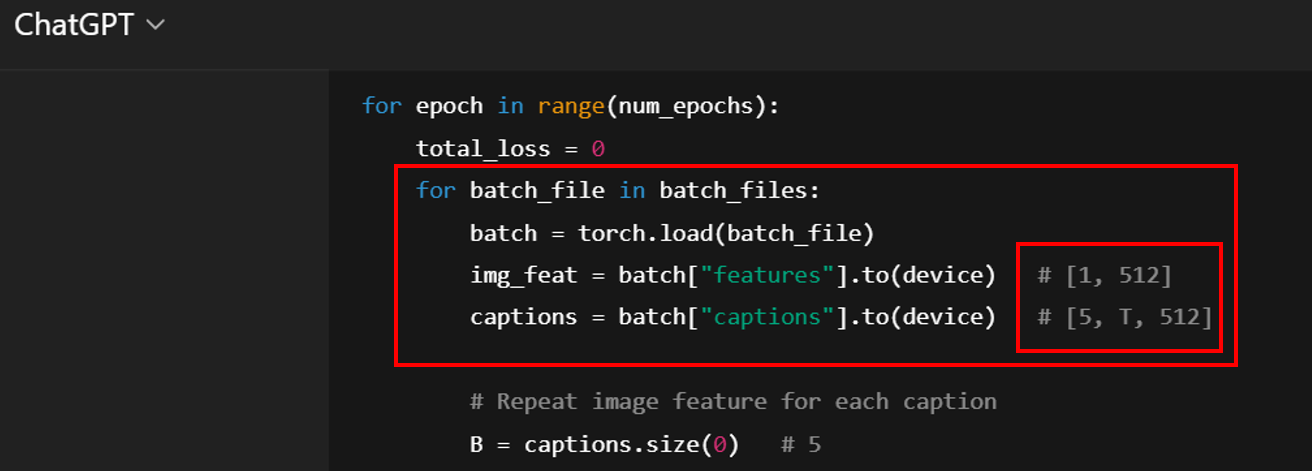 ChatGPT
for epoch in range(num_epochs):
total_loss = 0
for batch_file in batch_files:
batch = torch.load(batch_file)
img_feat = batch["features"].to(device) # [1, 512]
captions = batch["captions"].to(device) # [5, T, 512]
# Repeat image feature for each caption
B = captions.size(0) # 5